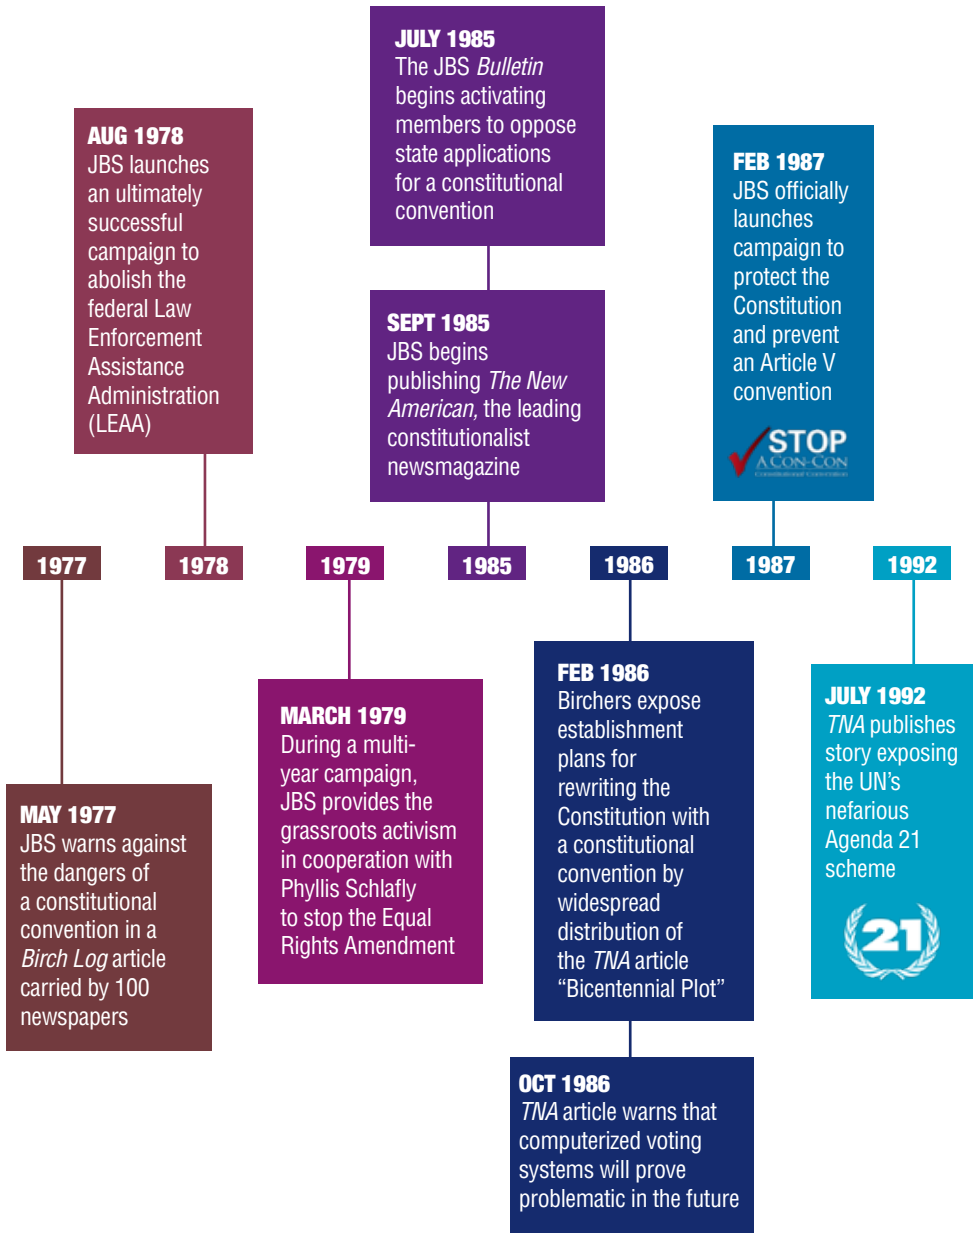 JULY 1985
The JBS Bulletin
begins activating
members to oppose
state applications
for a constitutional
convention
AUG 1978
JBS launches
an ultimately
successful
campaign to
abolish the
federal Law
Enforcement
Assistance
Administration
(LEAA)
FEB 1987
JBS officially
launches
campaign to
protect the
Constitution
and prevent
an Article V
convention
STOP
A CON-CON
Constitutional Convention
SEPT 1985
JBS begins
publishing The New
American, the leading
constitutionalist
newsmagazine
1977
1978
1979
1985
1986
1987
1992
MAY 1977
JBS warns against
the dangers of
a constitutional
convention in a
Birch Log article
carried by 100
newspapers
MARCH 1979
During a multi-
year campaign,
JBS provides the
grassroots activism
in cooperation with
Phyllis Schlafly
to stop the Equal
Rights Amendment
FEB 1986
Birchers expose
establishment
plans for
rewriting the
Constitution with
a constitutional
convention by
widespread
distribution of
the TNA article
“Bicentennial Plot”
JULY 1992
TNA publishes
story exposing
the UN’s
nefarious
Agenda 21
scheme
21
OCT 1986
TNA article warns that
computerized voting
systems will prove
problematic in the future